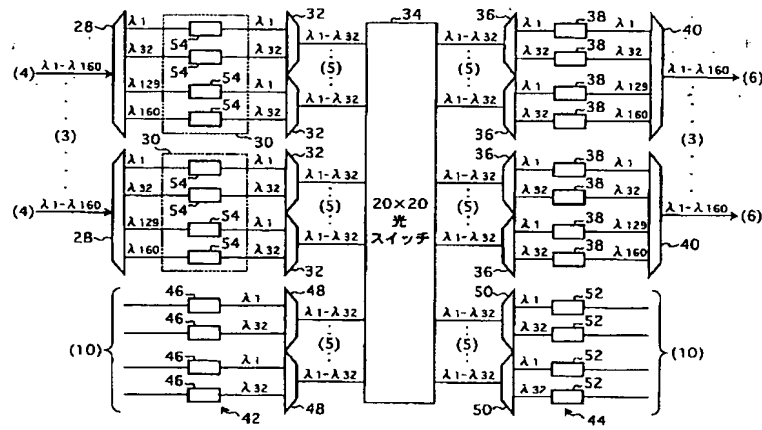 28 λ1 λ1 32 34 36 λ1 38 λ1 40
54
λ32 λ32 λ1-λ32 λ1-λ32 λ32 38 λ32
(4) λ1-λ160 54 (5) (5) λ1-λ160 (6)
54
λ129 λ1 λ1 38 λ129
54
λ160 λ32 λ1-λ32 λ1-λ32 λ32 38 λ160
(3) 30 30 32 36 (3)
λ1 λ1 32 36 λ1 38 λ1
54
λ32 λ32 λ1-λ32 λ1-λ32 λ32 38 λ32
(4) λ1-λ160 54 (5) 20×20 (5) λ1-λ160 (6)
54 光
λ129 λ1 スイッチ λ1 38 λ129
28 54 40
λ160 λ32 λ1-λ32 λ1-λ32 λ32 38 λ160
32 36
46 λ1 48 50 λ1 52
46 λ32 λ1-λ32 λ1-λ32 λ32 52
(10) (5) (5) (10)
46 λ1 λ1 52
46 λ32 λ1-λ32 λ1-λ32 λ32 52
42 48 50 44